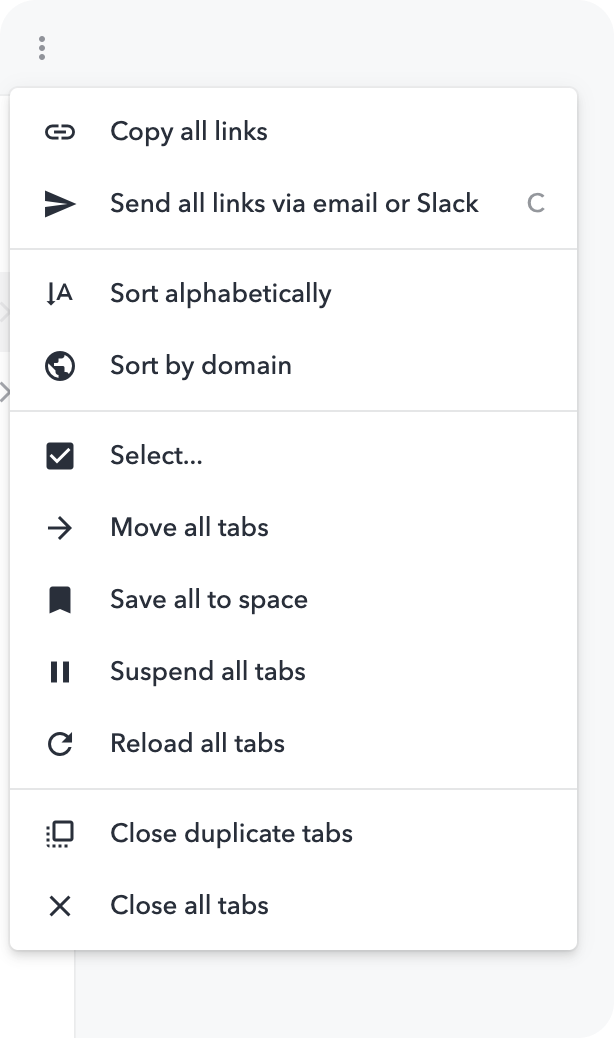 Copy all links
Send all links via email or Slack C
Sort alphabetically
Sort by domain
Select...
Move all tabs
Save all to space
Suspend all tabs
Reload all tabs
Close duplicate tabs
Close all tabs